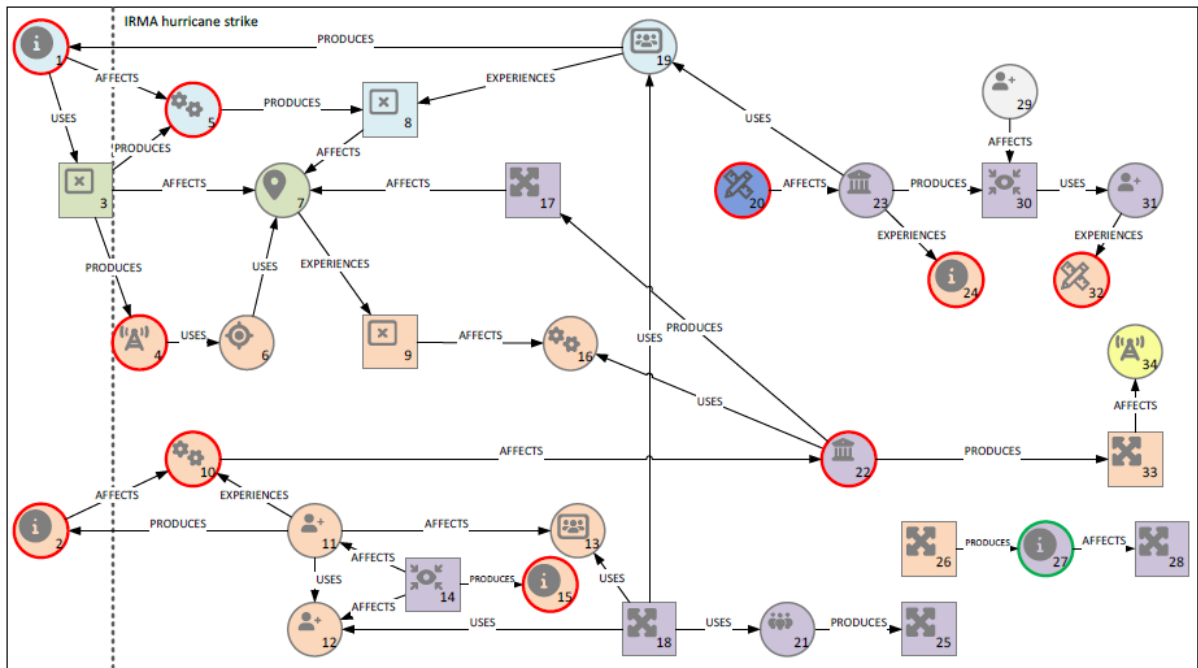 IRMA hurricane strike
PRODUCES
1
19
AFFECTS
EXPERIENCES
29
USES
PRODUCES
5
8
USES
AFFECTS
PRODUCES
AFFECTS
3
AFFECTS
7
AFFECTS
17
20
AFFECTS
23
PRODUCES
30
USES
31
EXPERIENCES
EXPERIENCES
EXPERIENCES
PRODUCES
USES
24
32
4
USES
6
9
AFFECTS
16
USES
PRODUCES
34
USES
AFFECTS
10
AFFECTS
22
PRODUCES
33
AFFECTS
EXPERIENCES
2
PRODUCES
11
AFFECTS
13
26
PRODUCES
27
AFFECTS
28
AFFECTS
USES
14
PRODUCES
15
USES
AFFECTS
12
USES
18
USES
21
PRODUCES
25